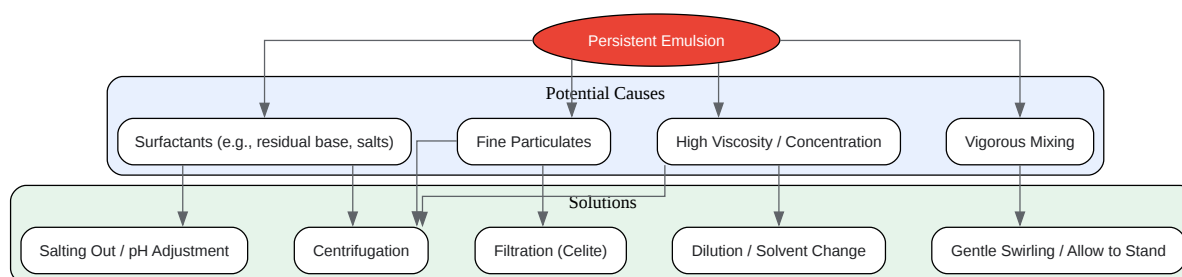 Persistent Emulsion
Potential Causes
Surfactants (e.g., residual base, salts)
Fine Particulates
High Viscosity / Concentration
Vigorous Mixing
Solutions
Salting Out / pH Adjustment
Centrifugation
Filtration (Celite)
Dilution / Solvent Change
Gentle Swirling / Allow to Stand